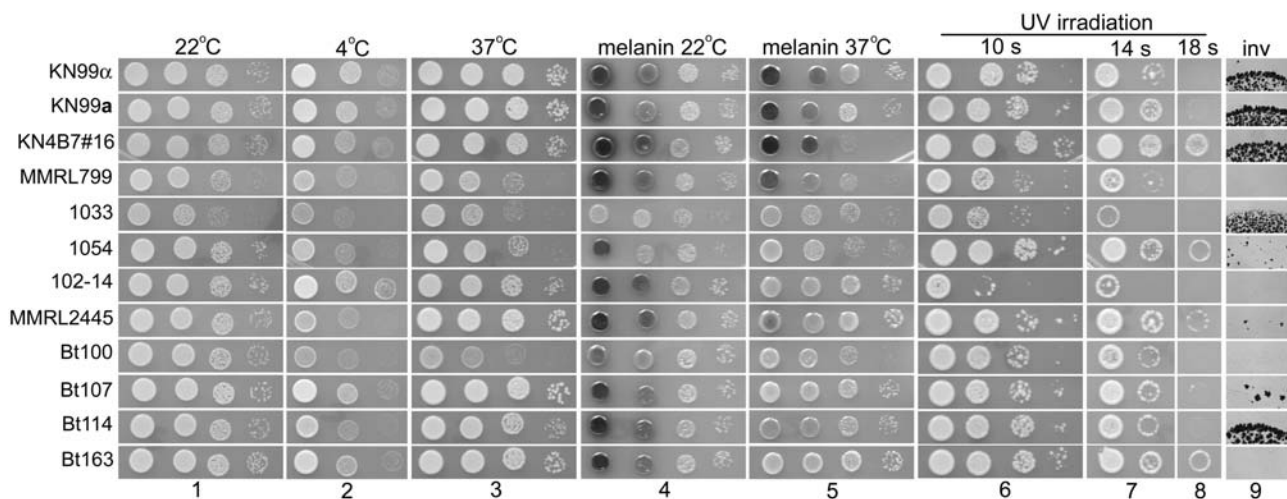 UV irradiation
22°C 4°C 37°C melanin 22°C melanin 37°C 10 s 14 s 18 s inv
KN99α
KN99a
KN4B7#16
MMRL799
1033
1054
102-14
MMRL2445
Bt100
Bt107
Bt114
Bt163
1 2 3 4 5 6 7 8 9